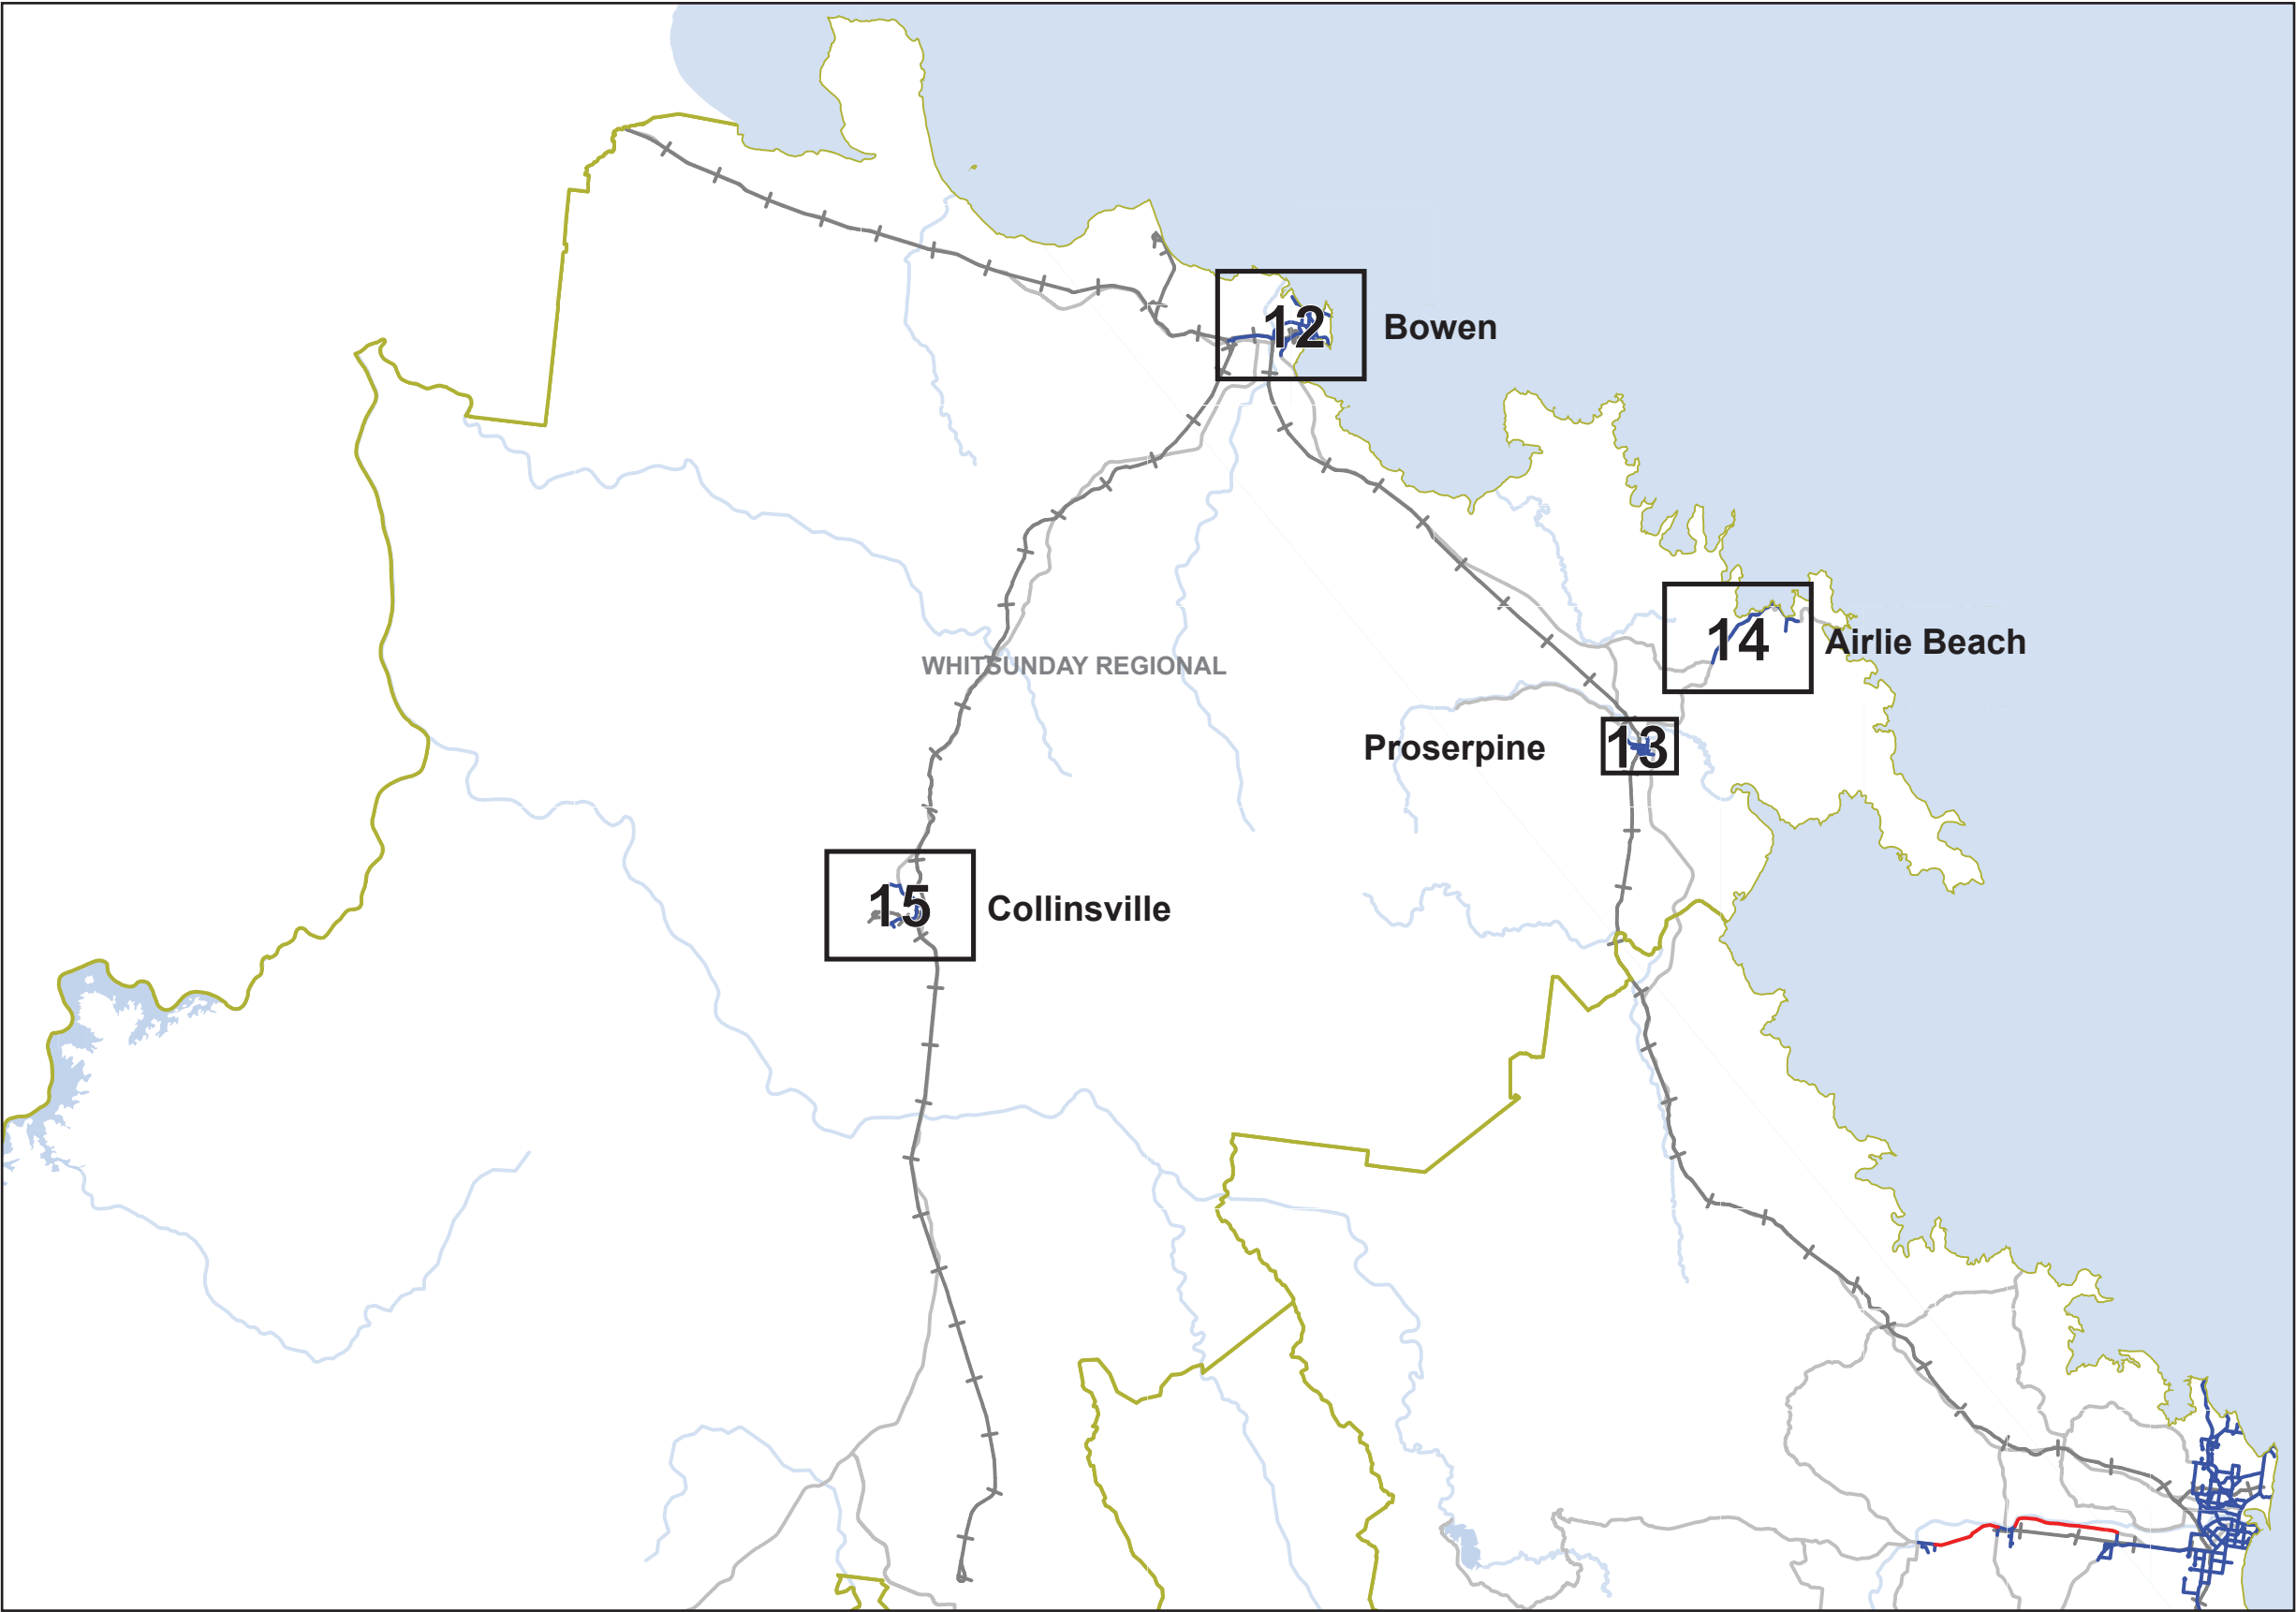 12 Bowen
14 Airlie Beach
WHITSUNDAY REGIONAL
Proserpine 13
15 Collinsville